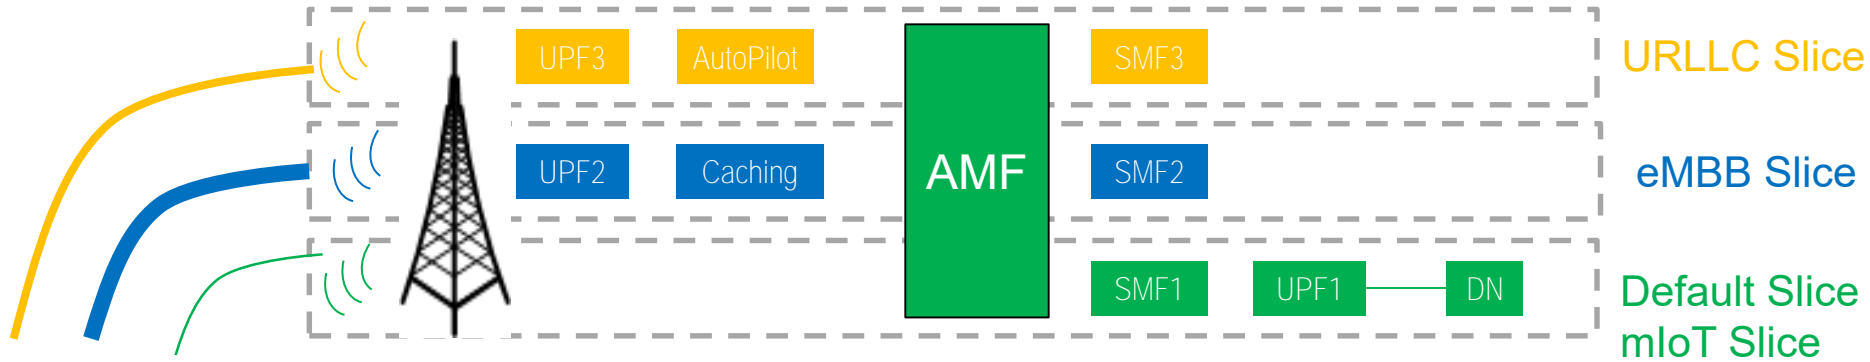 UPF3 AutoPilot SMF3 URLLC Slice
UPF2 Caching AMF SMF2 eMBB Slice
SMF1 UPF1 DN Default Slice
mIoT Slice